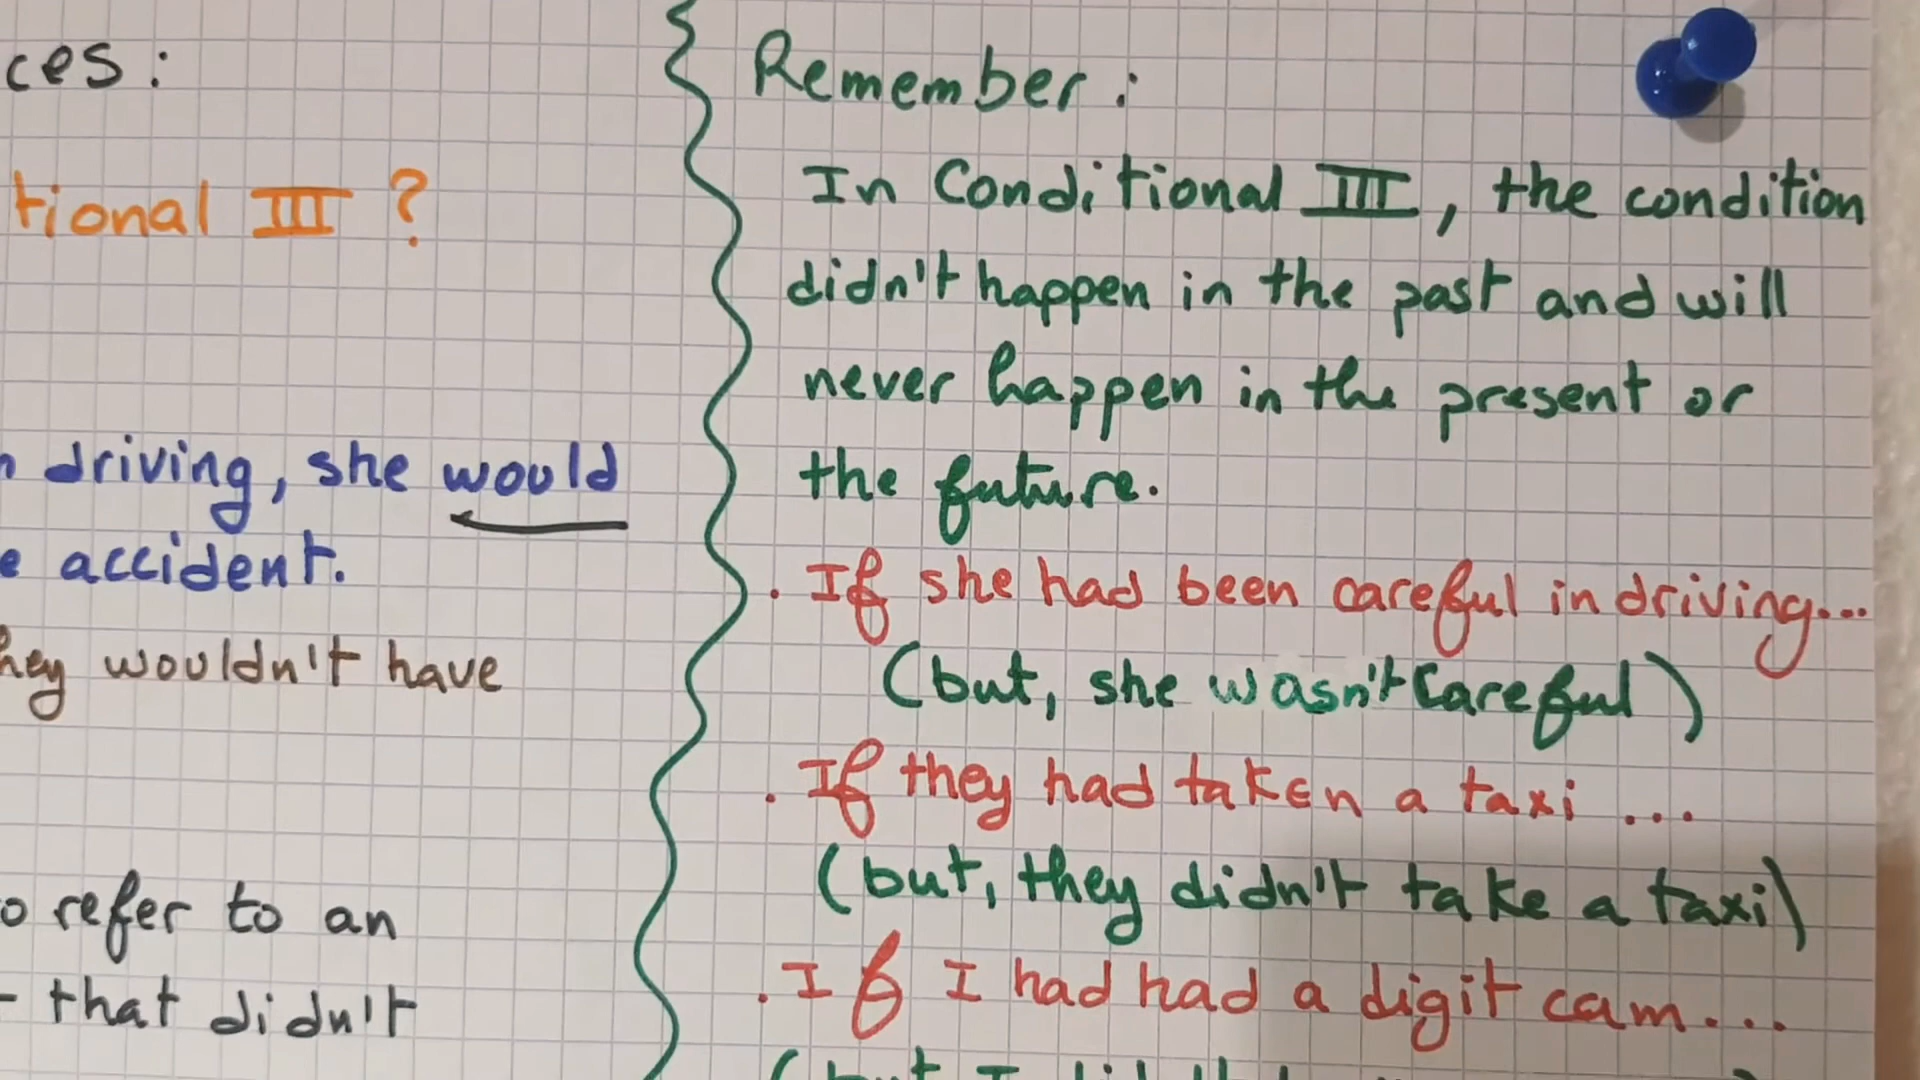 ces:
tional III ?
driving, she would
accident.
hey wouldn't have
refer to an
- that didn't
Remember:
In Conditional III, the condition
didn't happen in the past and will
never happen in the present or
the future.
. If she had been careful in driving...
(but, she wasn't careful)
. If they had taken a taxi ...
(but, they didn't take a taxi)
. If I had had a digit cam...
(but I